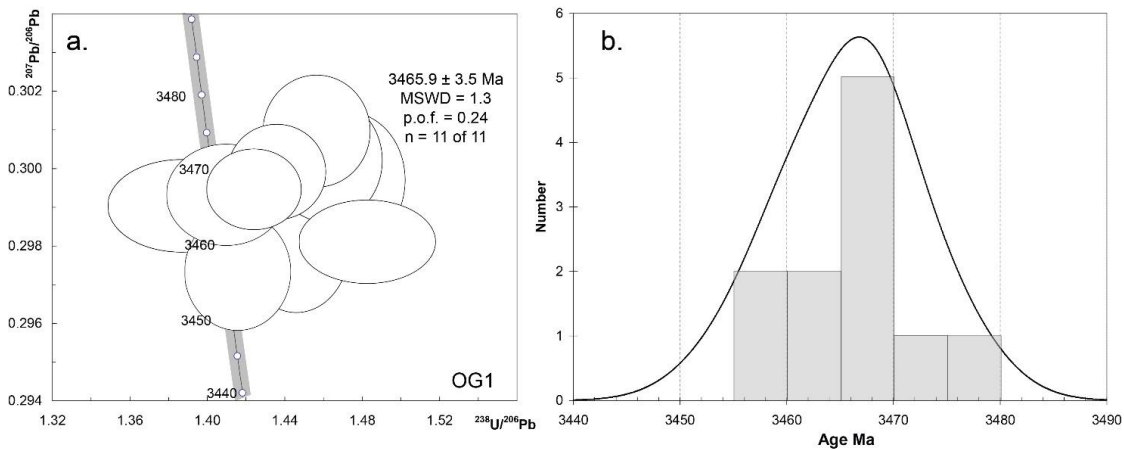 a.
²⁰⁷Pb/²⁰⁶Pb
0.302
0.300
0.298
0.296
0.294
3480
3470
3460
3450
3440
3465.9 ± 3.5 Ma
MSWD = 1.3
p.o.f. = 0.24
n = 11 of 11
OG1
1.32 1.36 1.40 1.44 1.48 1.52
²³⁸U/²⁰⁶Pb
b.
Number
6
5
4
3
2
1
0
3440 3450 3460 3470 3480 3490
Age Ma